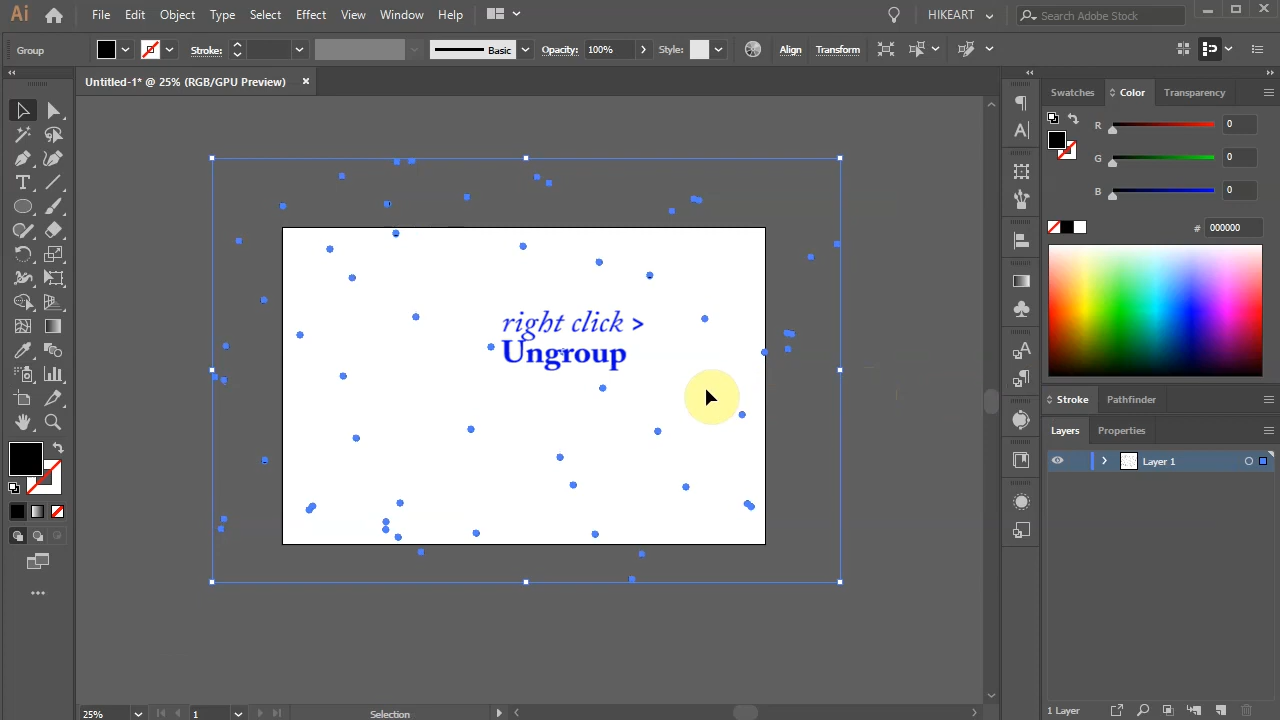 Ai File Edit Object Type Select Effect View Window Help HIKEART Search Adobe Stock
Group Stroke: Basic Opacity: 100% Style: Align Transform
Untitled-1* @ 25% (RGB/GPU Preview)
Swatches Color Transparency
R 0
G 0
B 0
# 000000
right click >
Ungroup
Stroke Pathfinder
Layers Properties
Layer 1
1 Layer
25% 1 Selection